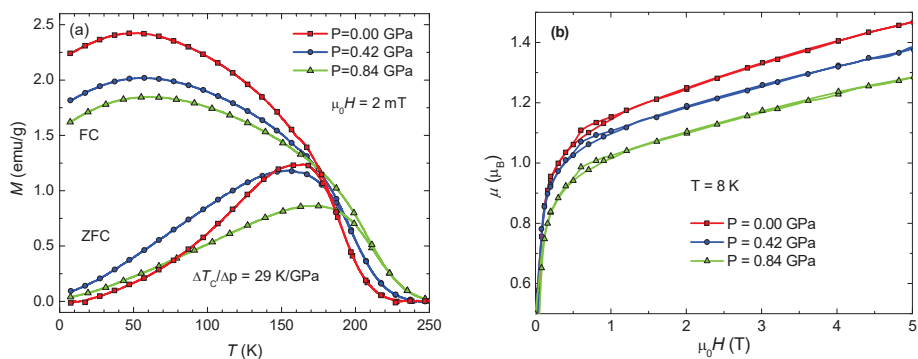 (a)
P=0.00 GPa
P=0.42 GPa
P=0.84 GPa
μ₀H = 2 mT
FC
ZFC
ΔT_C/Δp = 29 K/GPa
M (emu/g)
2.5
2.0
1.5
1.0
0.5
0.0
0 50 100 150 200 250
T (K)
(b)
T = 8 K
P = 0.00 GPa
P = 0.42 GPa
P = 0.84 GPa
μ (μ_B)
1.4
1.2
1.0
0.8
0.6
0 1 2 3 4 5
μ₀H (T)